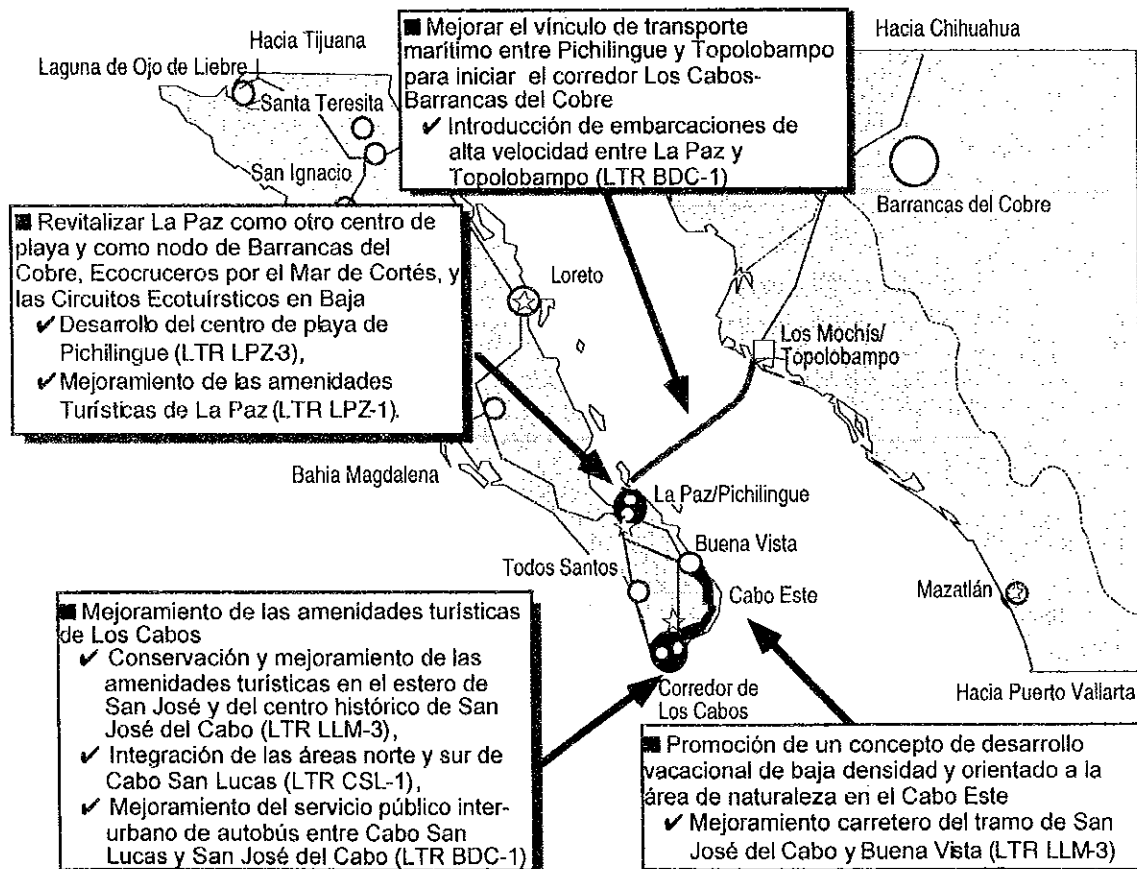 Hacia Tijuana
Laguna de Ojo de Liebre
Santa Teresita
San Ignacio
■ Mejorar el vínculo de transporte
marítimo entre Pichilingue y Topolobampo
para iniciar el corredor Los Cabos-
Barrancas del Cobre
✔ Introducción de embarcaciones de
alta velocidad entre La Paz y
Topolobampo (LTR BDC-1)
Hacia Chihuahua
Barrancas del Cobre
■ Revitalizar La Paz como otro centro de
playa y como nodo de Barrancas del
Cobre, Ecocruceros por el Mar de Cortés, y
las Circuitos Ecotuírsticos en Baja
✔ Desarrollo del centro de playa de
Pichilingue (LTR LPZ-3),
✔ Mejoramiento de las amenidades
Turísticas de La Paz (LTR LPZ-1).
Loreto
Los Mochís/
Topolobampo
Bahia Magdalena
La Paz/Pichilingue
Buena Vista
Todos Santos
Cabo Este
Mazatlán
Corredor de
Los Cabos
Hacia Puerto Vallarta
■ Mejoramiento de las amenidades turísticas
de Los Cabos
✔ Conservación y mejoramiento de las
amenidades turísticas en el estero de
San José y del centro histórico de San
José del Cabo (LTR LLM-3),
✔ Integración de las áreas norte y sur de
Cabo San Lucas (LTR CSL-1),
✔ Mejoramiento del servicio público inter-
urbano de autobús entre Cabo San
Lucas y San José del Cabo (LTR BDC-1)
■ Promoción de un concepto de desarrollo
vacacional de baja densidad y orientado a la
área de naturaleza en el Cabo Este
✔ Mejoramiento carretero del tramo de San
José del Cabo y Buena Vista (LTR LLM-3)